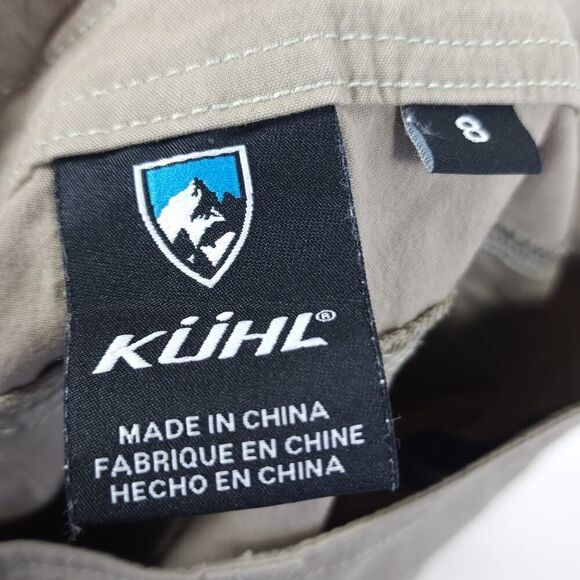 8
KÜHL®
MADE IN CHINA
FABRIQUE EN CHINE
HECHO EN CHINA